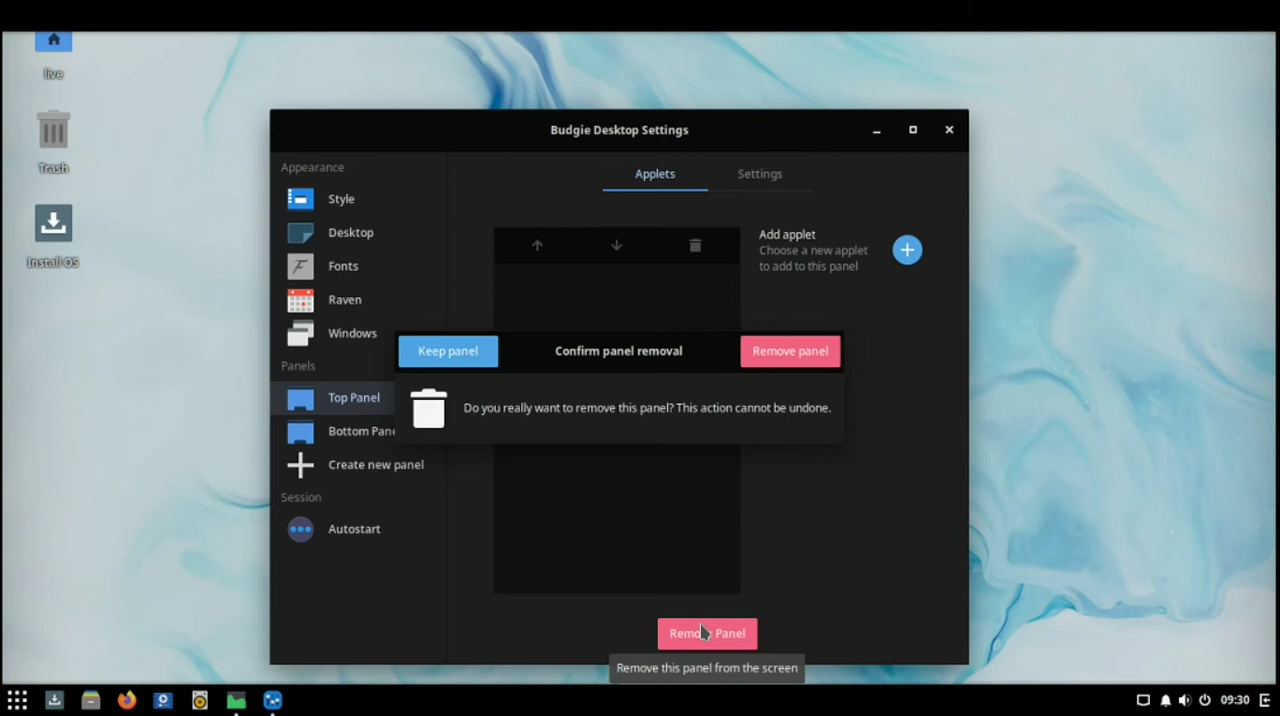 live
Trash
Install OS
Budgie Desktop Settings
Appearance
Style
Desktop
Fonts
Raven
Windows
Panels
Top Panel
Bottom Pane
Create new panel
Session
Autostart
Applets
Settings
Add applet
Choose a new applet
to add to this panel
Keep panel
Confirm panel removal
Remove panel
Do you really want to remove this panel? This action cannot be undone.
Remove Panel
Remove this panel from the screen
09:30